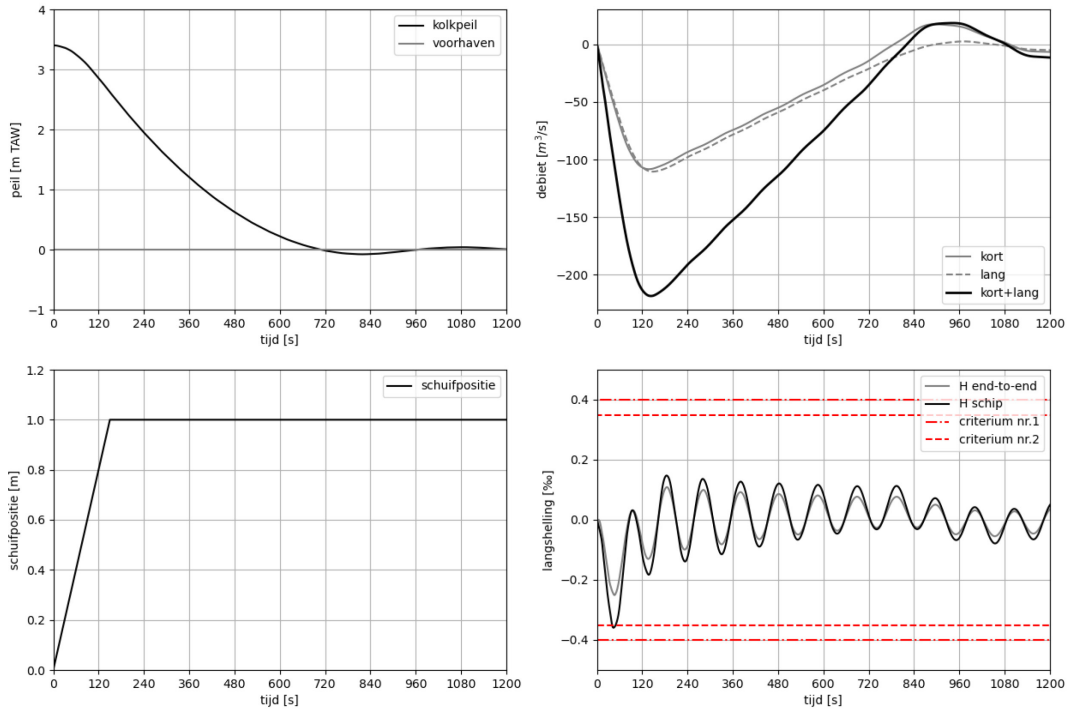 4
3
2
1
0
−1
peil [m TAW]
kolkpeil
voorhaven
0 120 240 360 480 600 720 840 960 1080 1200
tijd [s]
0
−50
−100
−150
−200
debiet [m³/s]
kort
lang
kort+lang
0 120 240 360 480 600 720 840 960 1080 1200
tijd [s]
1.2
1.0
0.8
0.6
0.4
0.2
0.0
schuifpositie [m]
schuifpositie
0 120 240 360 480 600 720 840 960 1080 1200
tijd [s]
0.4
0.2
0.0
−0.2
−0.4
langshelling [‰]
H end-to-end
H schip
criterium nr.1
criterium nr.2
0 120 240 360 480 600 720 840 960 1080 1200
tijd [s]